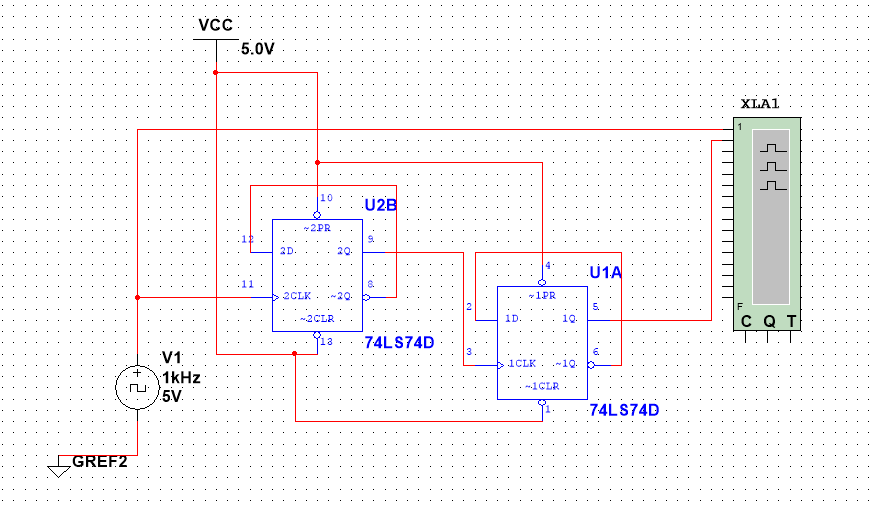 VCC
5.0V
XLA1
1
10
U2B
~2PR
12
2D
2Q
9
11
2CLK
~2Q
8
~2CLR
13
74LS74D
4
U1A
~1PR
2
1D
1Q
5
3
1CLK
~1Q
6
~1CLR
1
74LS74D
F
C Q T
V1
1kHz
5V
GREF2